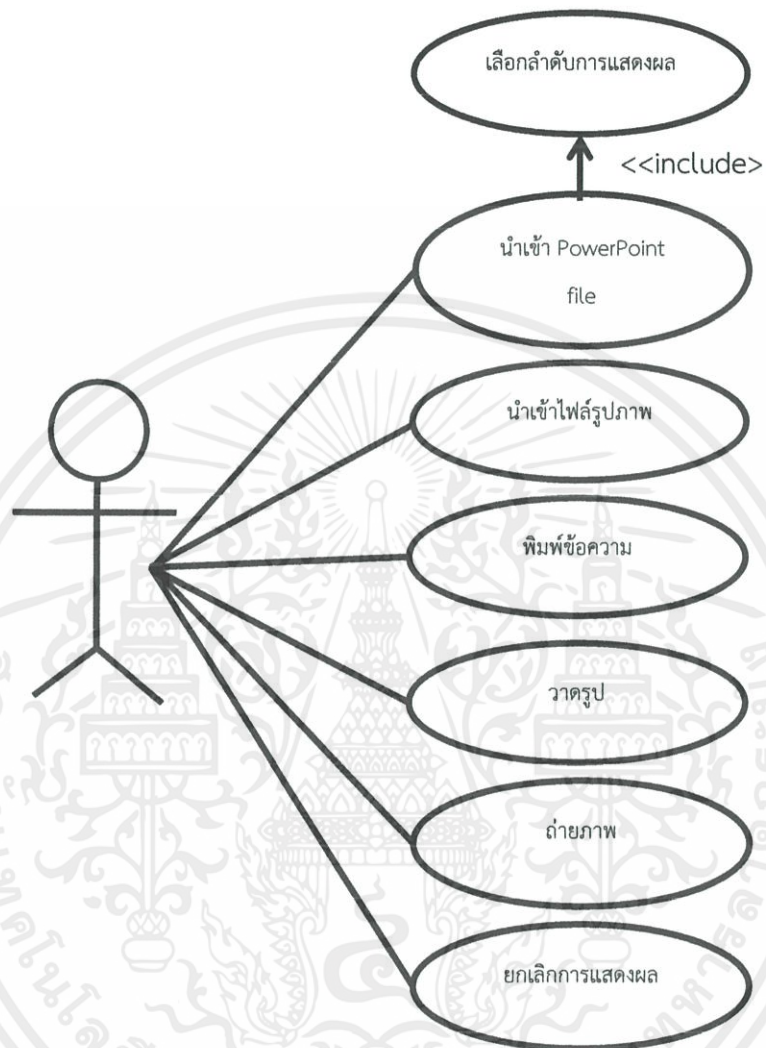 เลือกลำดับการแสดงผล
<<include>
นำเข้า PowerPoint
file
นำเข้าไฟล์รูปภาพ
พิมพ์ข้อความ
วาดรูป
ถ่ายภาพ
ยกเลิกการแสดงผล